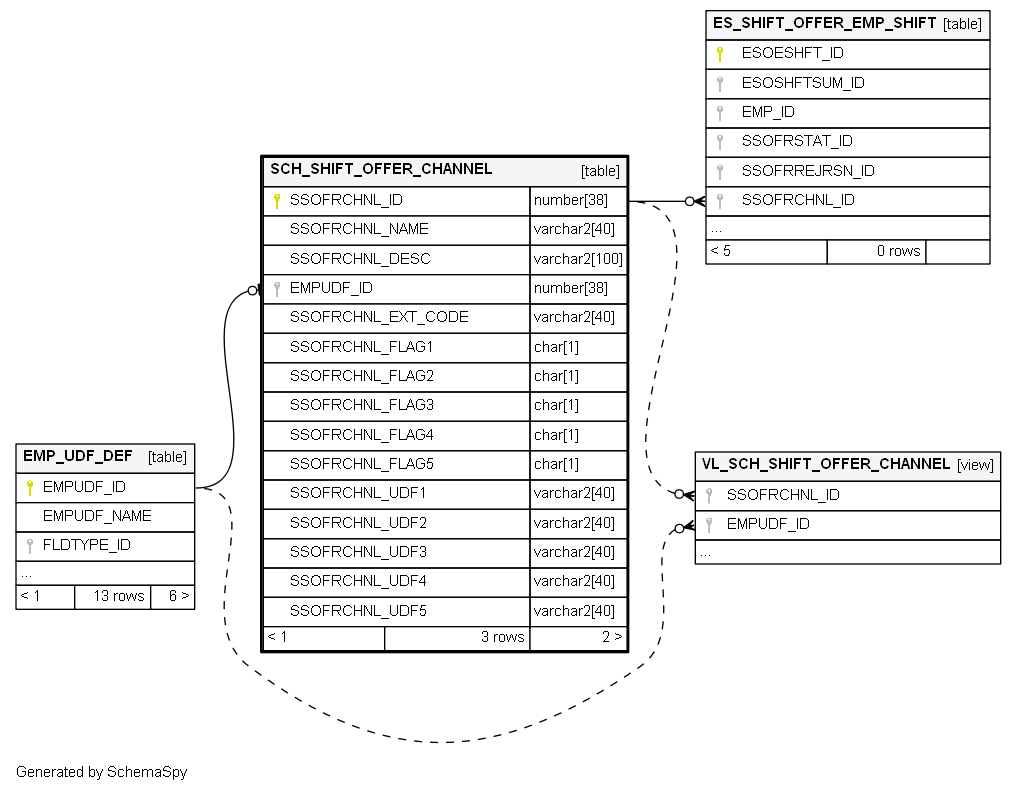 ES_SHIFT_OFFER_EMP_SHIFT [table]
ESOESHFT_ID
ESOSHFTSUM_ID
EMP_ID
SSOFRSTAT_ID
SSOFRREJRSN_ID
SSOFRCHNL_ID
...
< 5 0 rows
SCH_SHIFT_OFFER_CHANNEL [table]
SSOFRCHNL_ID number[38]
SSOFRCHNL_NAME varchar2[40]
SSOFRCHNL_DESC varchar2[100]
EMPUDF_ID number[38]
SSOFRCHNL_EXT_CODE varchar2[40]
SSOFRCHNL_FLAG1 char[1]
SSOFRCHNL_FLAG2 char[1]
SSOFRCHNL_FLAG3 char[1]
SSOFRCHNL_FLAG4 char[1]
SSOFRCHNL_FLAG5 char[1]
SSOFRCHNL_UDF1 varchar2[40]
SSOFRCHNL_UDF2 varchar2[40]
SSOFRCHNL_UDF3 varchar2[40]
SSOFRCHNL_UDF4 varchar2[40]
SSOFRCHNL_UDF5 varchar2[40]
< 1 3 rows 2 >
EMP_UDF_DEF [table]
EMPUDF_ID
EMPUDF_NAME
FLDTYPE_ID
...
< 1 13 rows 6 >
VL_SCH_SHIFT_OFFER_CHANNEL [view]
SSOFRCHNL_ID
EMPUDF_ID
...
Generated by SchemaSpy